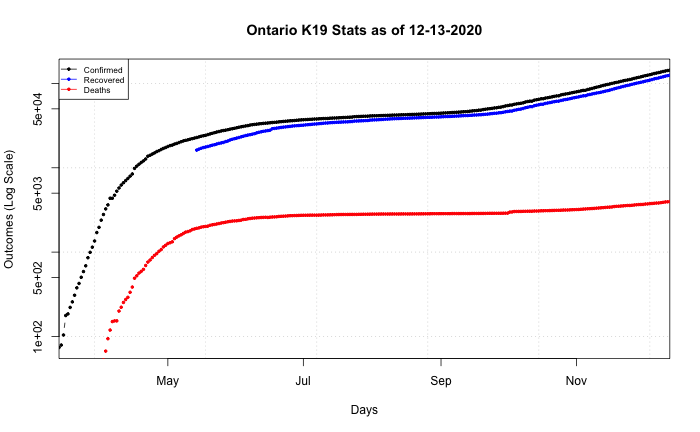 Ontario K19 Stats as of 12-13-2020
Confirmed
Recovered
Deaths
Outcomes (Log Scale)
5e+04
5e+03
5e+02
1e+02
May Jul Sep Nov
Days